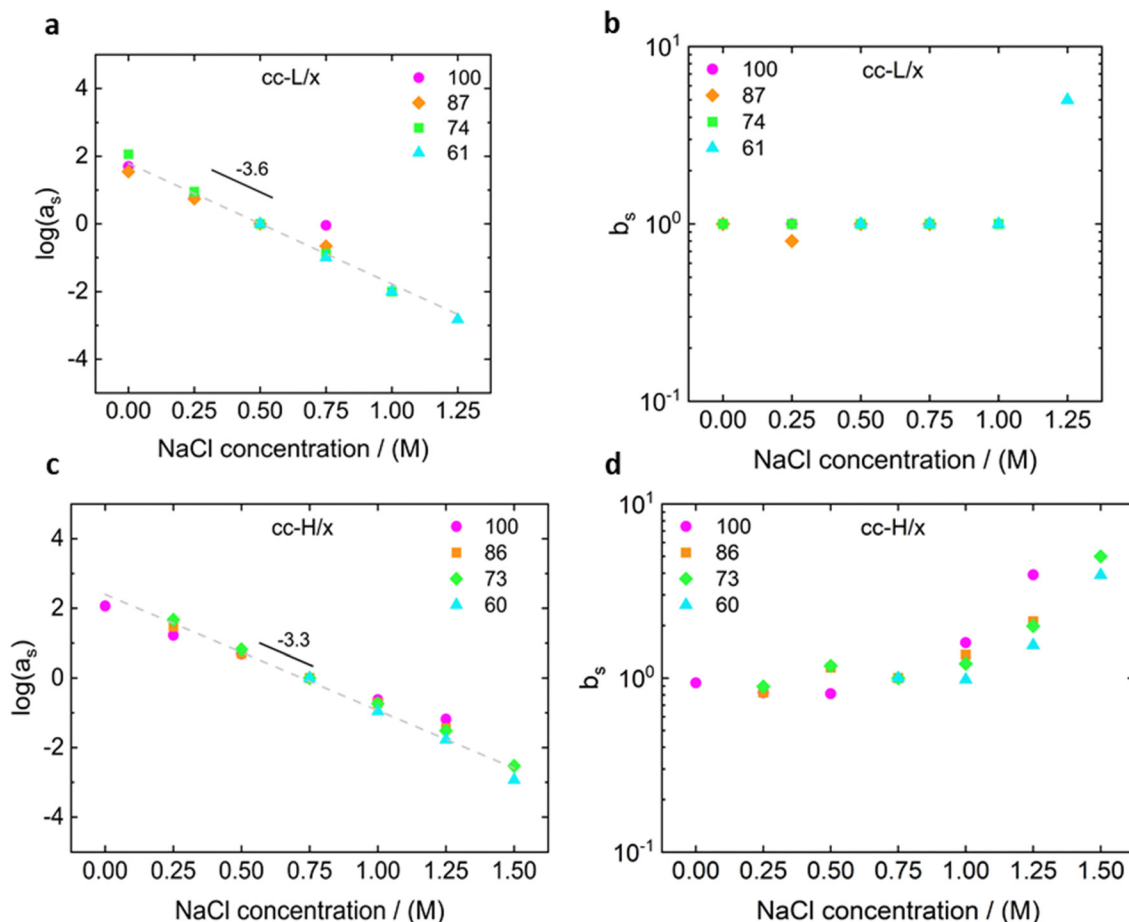 a
cc-L/x
100
87
74
61
-3.6
4
2
0
-2
-4
log(aₛ)
0.00 0.25 0.50 0.75 1.00 1.25
NaCl concentration / (M)
b
cc-L/x
100
87
74
61
10¹
10⁰
10⁻¹
bₛ
0.00 0.25 0.50 0.75 1.00 1.25
NaCl concentration / (M)
c
cc-H/x
100
86
73
60
-3.3
4
2
0
-2
-4
log(aₛ)
0.00 0.25 0.50 0.75 1.00 1.25 1.50
NaCl concentration / (M)
d
cc-H/x
100
86
73
60
10¹
10⁰
10⁻¹
bₛ
0.00 0.25 0.50 0.75 1.00 1.25 1.50
NaCl concentration / (M)